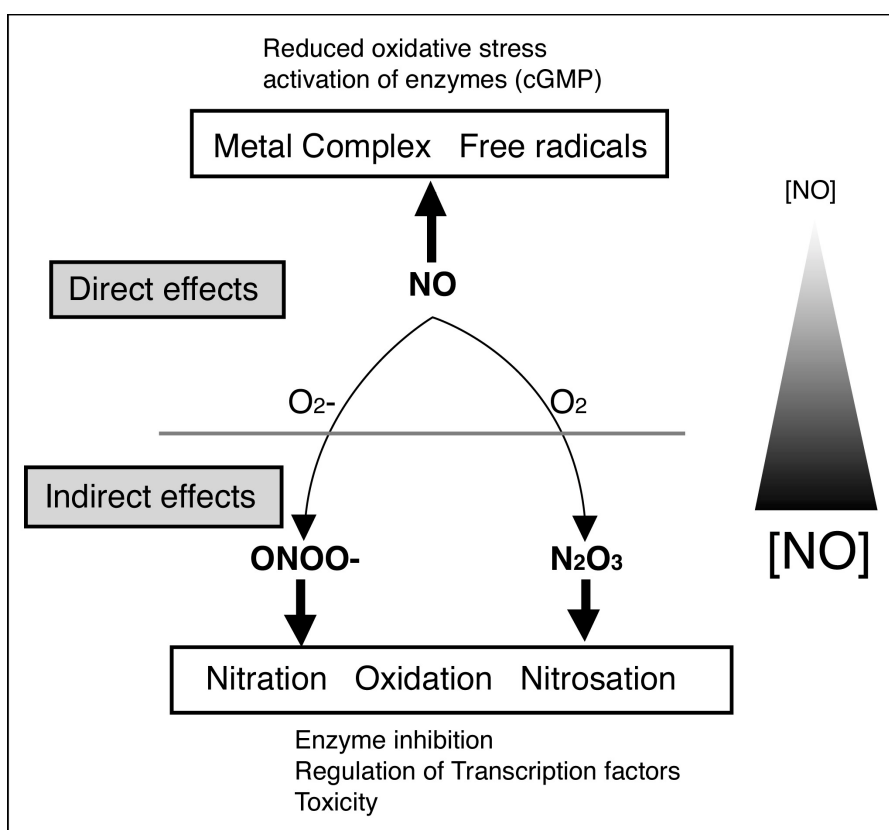 Reduced oxidative stress
activation of enzymes (cGMP)
Metal Complex Free radicals
[NO]
Direct effects
NO
O2- O2
Indirect effects
ONOO- N2O3
[NO]
Nitration Oxidation Nitrosation
Enzyme inhibition
Regulation of Transcription factors
Toxicity